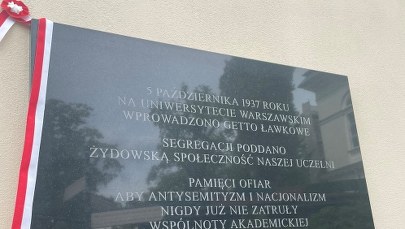 5 PAŹDZIERNIKA 1937 ROKU
NA UNIWERSYTECIE WARSZAWSKIM
WPROWADZONO GETTO ŁAWKOWE
SEGREGACJI PODDANO
ŻYDOWSKĄ SPOŁECZNOŚĆ NASZEJ UCZELNI
PAMIĘCI OFIAR
ABY ANTYSEMITYZM I NACJONALIZM
NIGDY JUŻ NIE ZATRUŁY
WSPÓLNOTY AKADEMICKIEJ